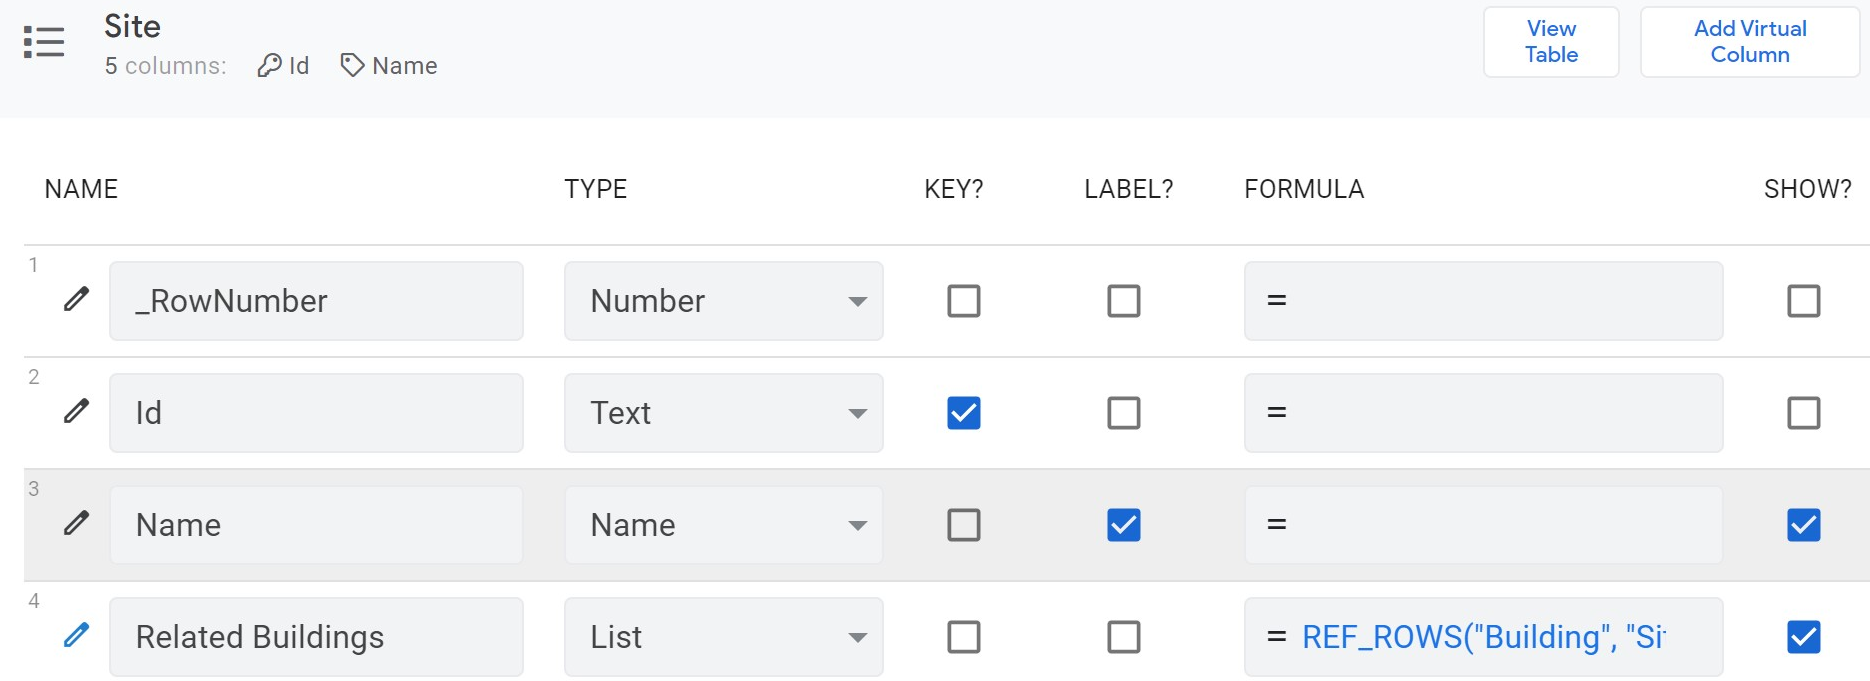 Site
5 columns: Id Name
View
Table
Add Virtual
Column
NAME TYPE KEY? LABEL? FORMULA SHOW?
1
_RowNumber Number =
2
Id Text =
3
Name Name =
4
Related Buildings List = REF_ROWS("Building", "Si